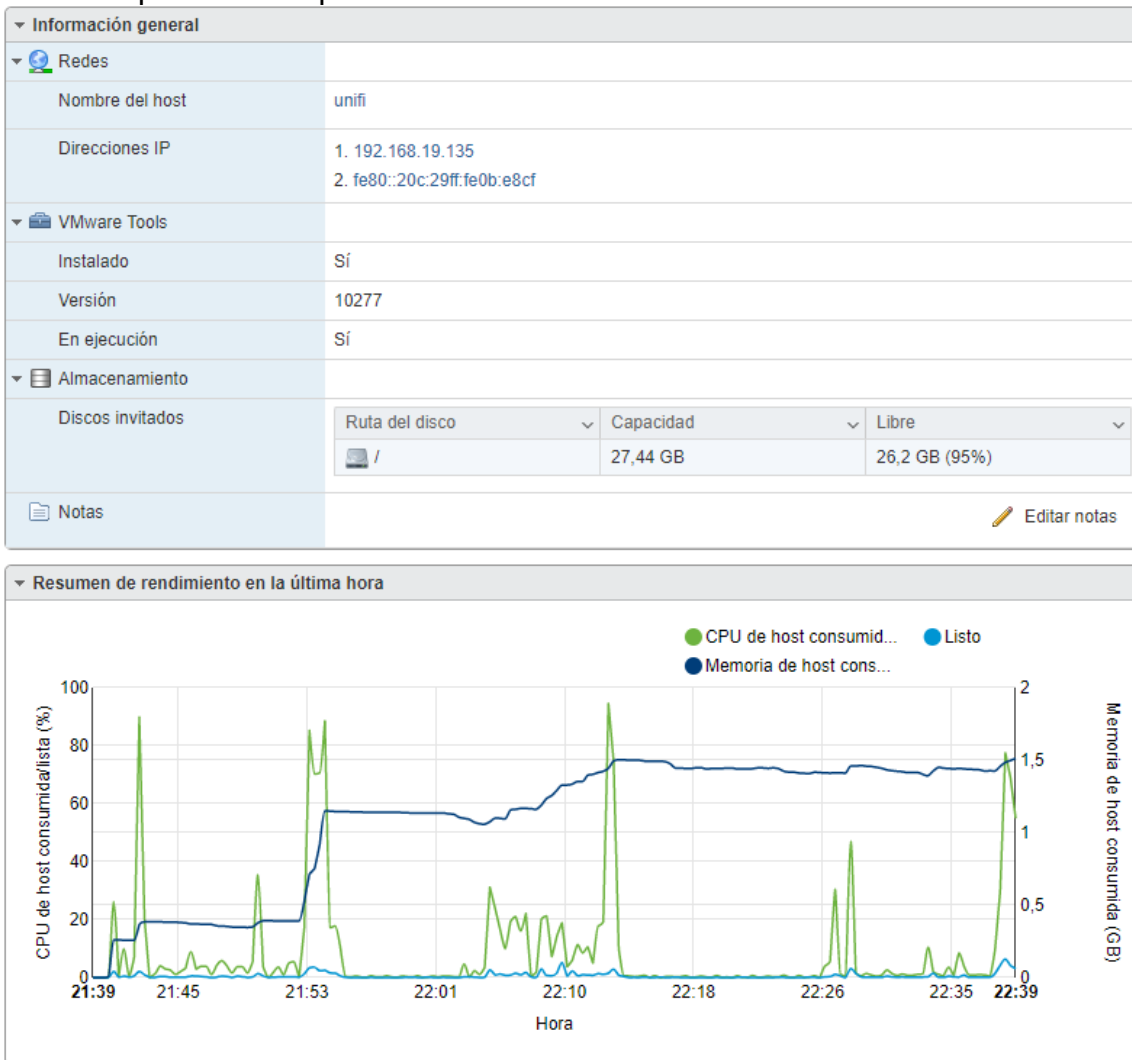 Información general
Redes
Nombre del host unifi
Direcciones IP 1. 192.168.19.135
2. fe80::20c:29ff:fe0b:e8cf
VMware Tools
Instalado Sí
Versión 10277
En ejecución Sí
Almacenamiento
Discos invitados Ruta del disco Capacidad Libre
/ 27,44 GB 26,2 GB (95%)
Notas Editar notas
Resumen de rendimiento en la última hora
CPU de host consumid... Listo
Memoria de host cons...
CPU de host consumida/lista (%)
100
80
60
40
20
0
2
1,5
1
0,5
0
Memoria de host consumida (GB)
21:39 21:45 21:53 22:01 22:10 22:18 22:26 22:35 22:39
Hora